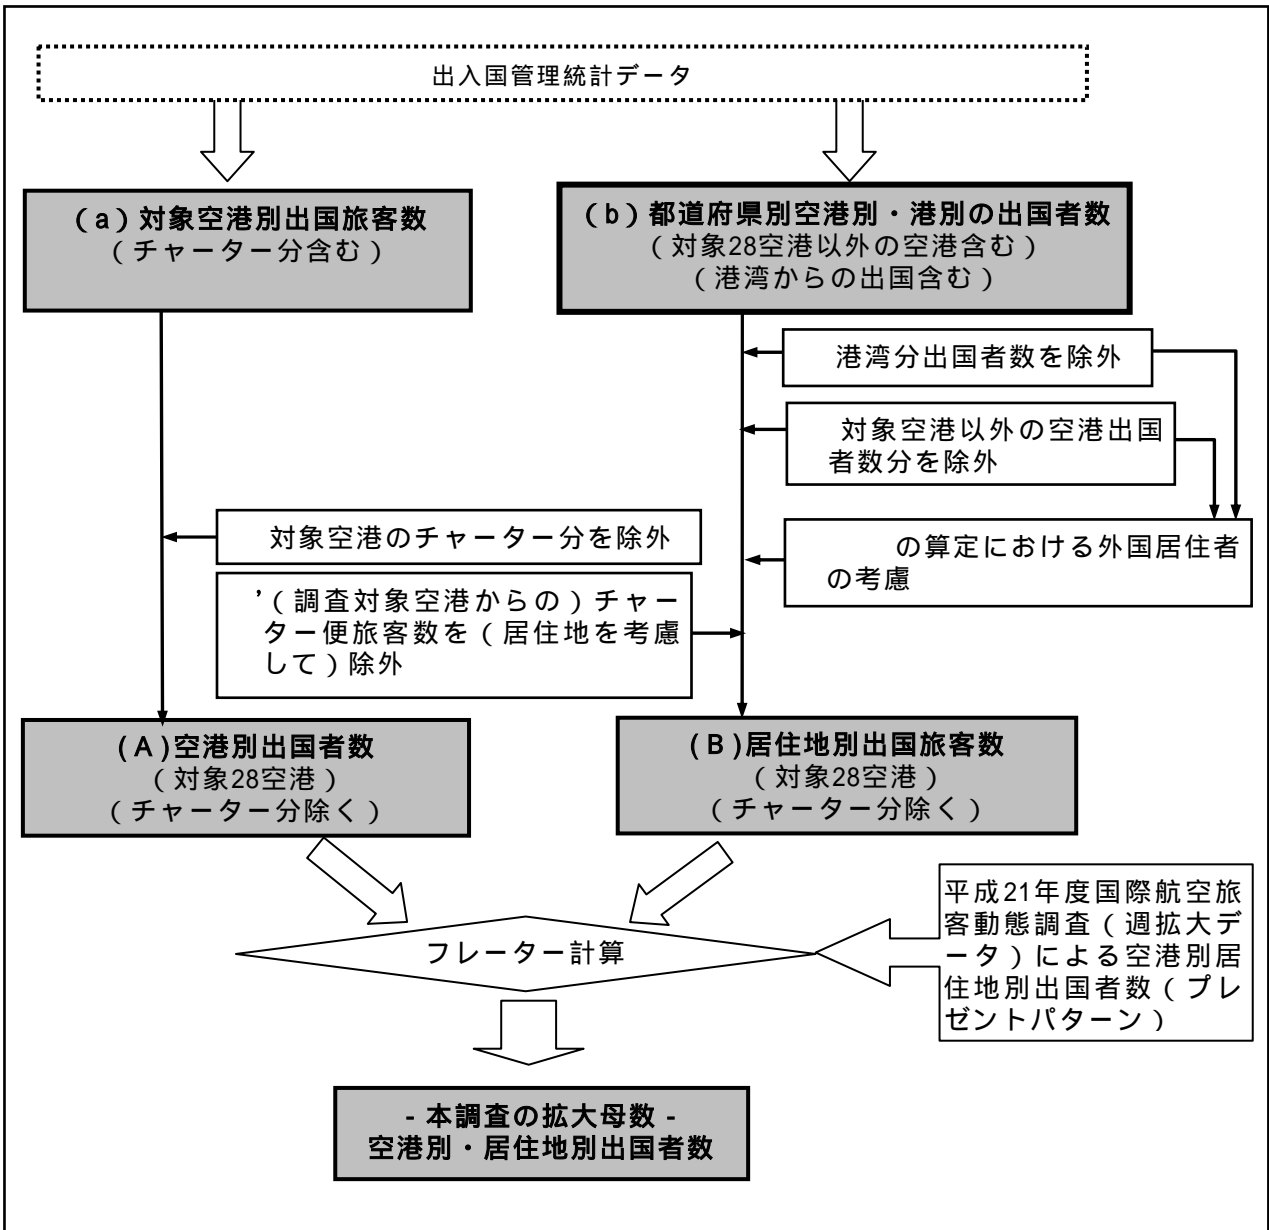 出入国管理統計データ
（a）対象空港別出国旅客数
（チャーター分含む）
（b）都道府県別空港別・港別の出国者数
（対象28空港以外の空港含む）
（港湾からの出国含む）
港湾分出国者数を除外
対象空港以外の空港出国
者数分を除外
対象空港のチャーター分を除外
の算定における外国居住者
の考慮
’（調査対象空港からの）チャー
ター便旅客数を（居住地を考慮
して）除外
(A)空港別出国者数
（対象28空港）
（チャーター分除く）
(B)居住地別出国旅客数
（対象28空港）
（チャーター分除く）
フレーター計算
平成21年度国際航空旅
客動態調査（週拡大デ
ータ）による空港別居
住地別出国者数（プレ
ゼントパターン）
- 本調査の拡大母数 -
空港別・居住地別出国者数